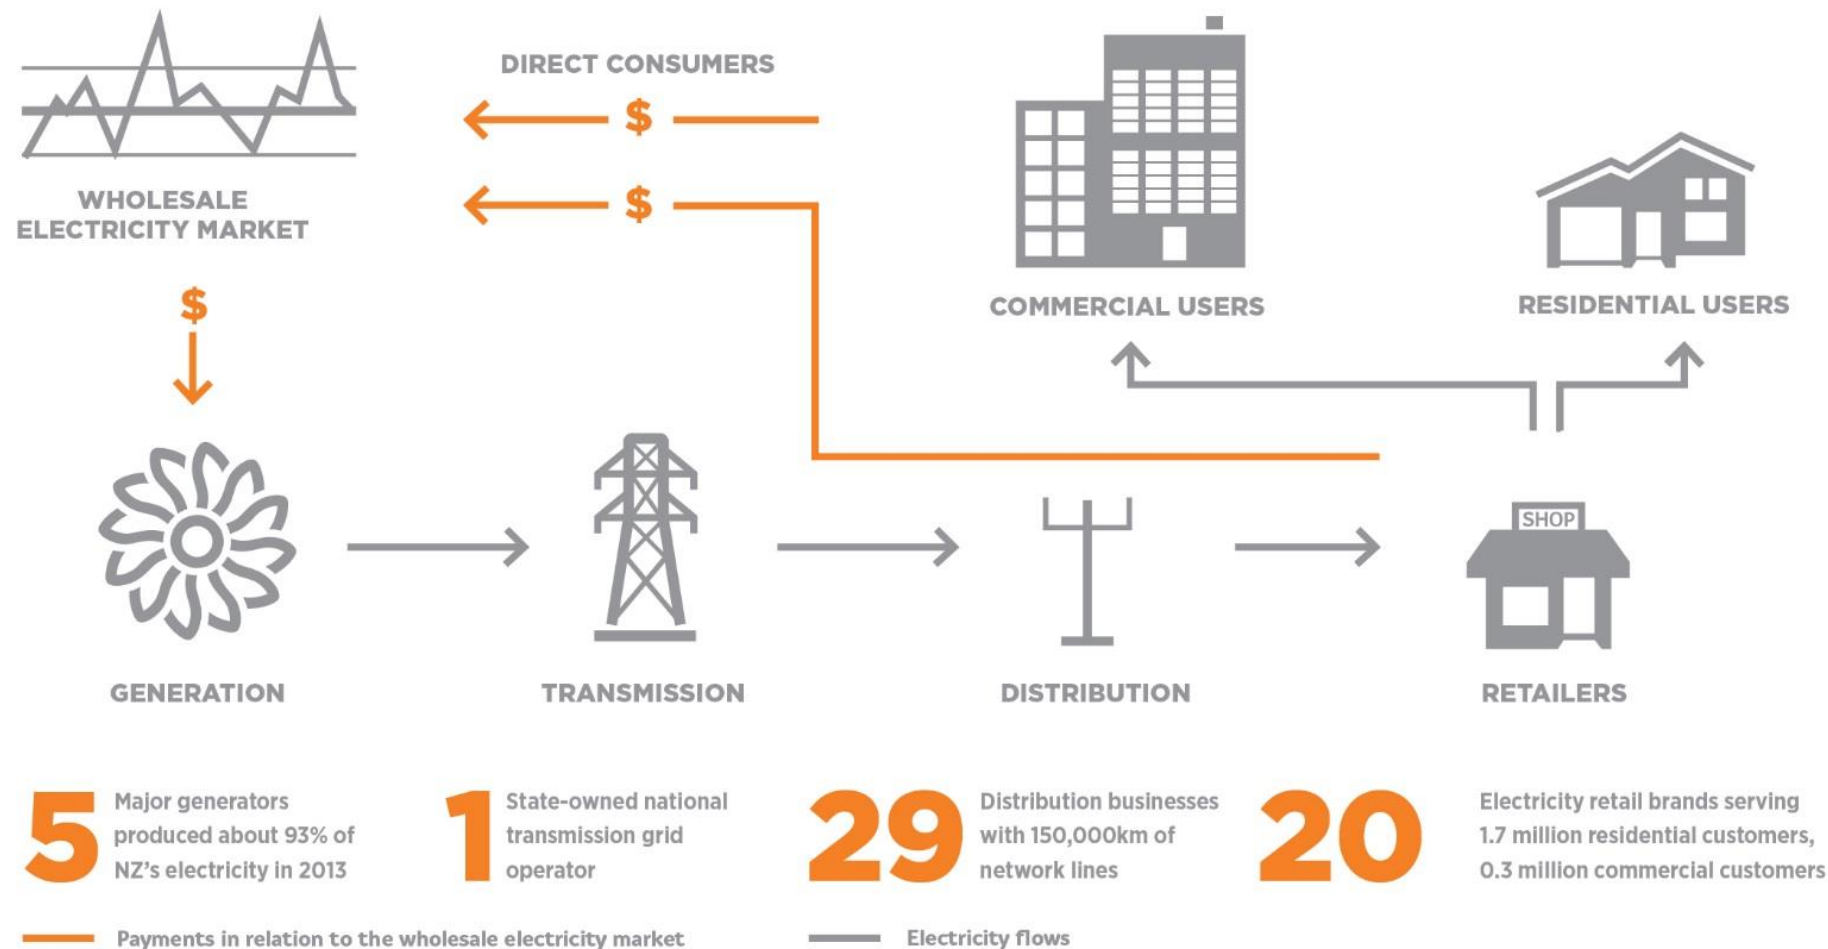 DIRECT CONSUMERS
$
$
WHOLESALE
ELECTRICITY MARKET
$
COMMERCIAL USERS
RESIDENTIAL USERS
SHOP
GENERATION
TRANSMISSION
DISTRIBUTION
RETAILERS
5
Major generators
produced about 93% of
NZ's electricity in 2013
1
State-owned national
transmission grid
operator
29
Distribution businesses
with 150,000km of
network lines
20
Electricity retail brands serving
1.7 million residential customers,
0.3 million commercial customers
Payments in relation to the wholesale electricity market
Electricity flows